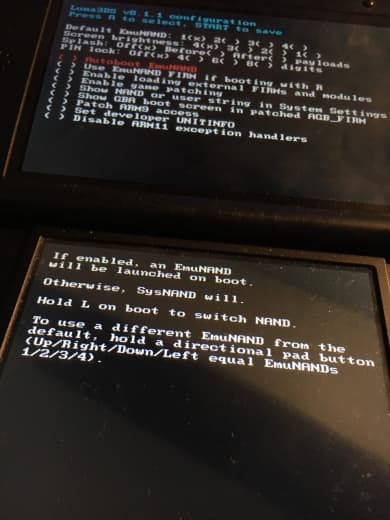 Luma3DS v8.1.1 configuration
Press A to select, START to save
Default EmuNAND: 1(x) 2( ) 3( ) 4( )
Screen brightness: 4(x) 3( ) 2( ) 1( )
Splash: Off(x) Before( ) After( ) payloads
PIN lock: Off(x) 4( ) 6( ) 8( ) digits
( ) Autoboot EmuNAND
( ) Use EmuNAND FIRM if booting with R
( ) Enable loading external FIRMs and modules
( ) Enable game patching
( ) Show NAND or user string in System Settings
( ) Show GBA boot screen in patched AGB_FIRM
( ) Patch ARM9 access
( ) Set developer UNITINFO
( ) Disable ARM11 exception handlers
If enabled, an EmuNAND
will be launched on boot.
Otherwise, SysNAND will.
Hold L on boot to switch NAND.
To use a different EmuNAND from the
default, hold a directional pad button
(Up/Right/Down/Left equal EmuNANDs
1/2/3/4).